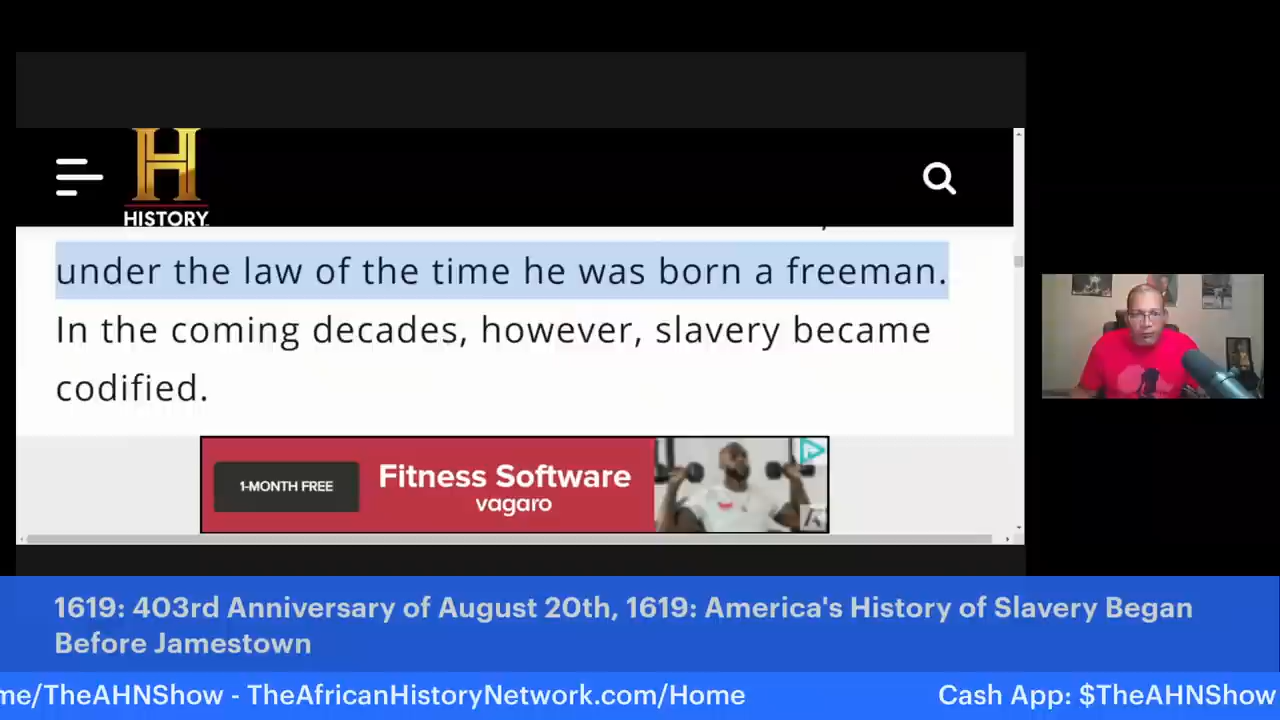 HISTORY
under the law of the time he was born a freeman.
In the coming decades, however, slavery became
codified.
1-MONTH FREE
Fitness Software
vagaro
1619: 403rd Anniversary of August 20th, 1619: America's History of Slavery Began
Before Jamestown
me/TheAHNShow - TheAfricanHistoryNetwork.com/Home
Cash App: $TheAHNShow